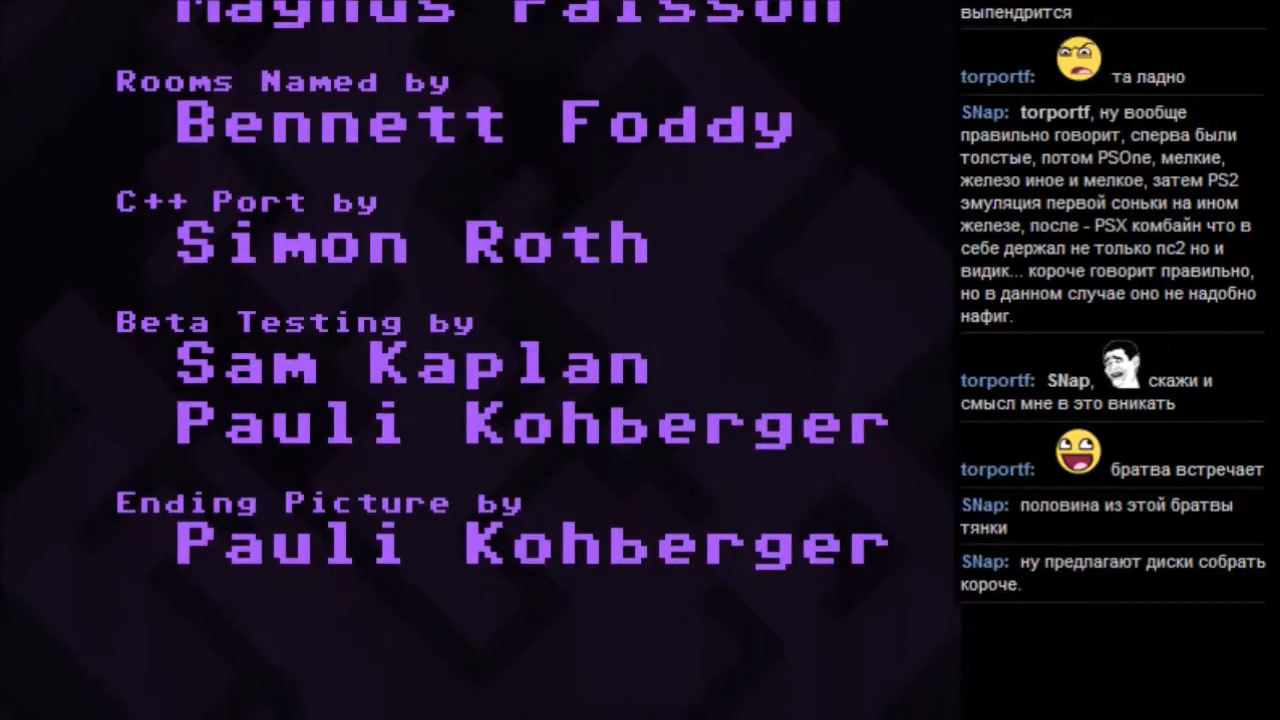 Magnus Pålsson
Rooms Named by
Bennett Foddy
C++ Port by
Simon Roth
Beta Testing by
Sam Kaplan
Pauli Kohberger
Ending Picture by
Pauli Kohberger
выпендрится
torportf: та ладно
SNap: torportf, ну вообще
правильно говорит, сперва были
толстые, потом PSOne, мелкие,
железо иное и мелкое, затем PS2
эмуляция первой соньки на ином
железе, после - PSX комбайн что в
себе держал не только пс2 но и
видик... короче говорит правильно,
но в данном случае оно не надобно
нафиг.
torportf: SNap, скажи и
смысл мне в это вникать
torportf: братва встречает
SNap: половина из этой братвы
тянки
SNap: ну предлагают диски собрать
короче.